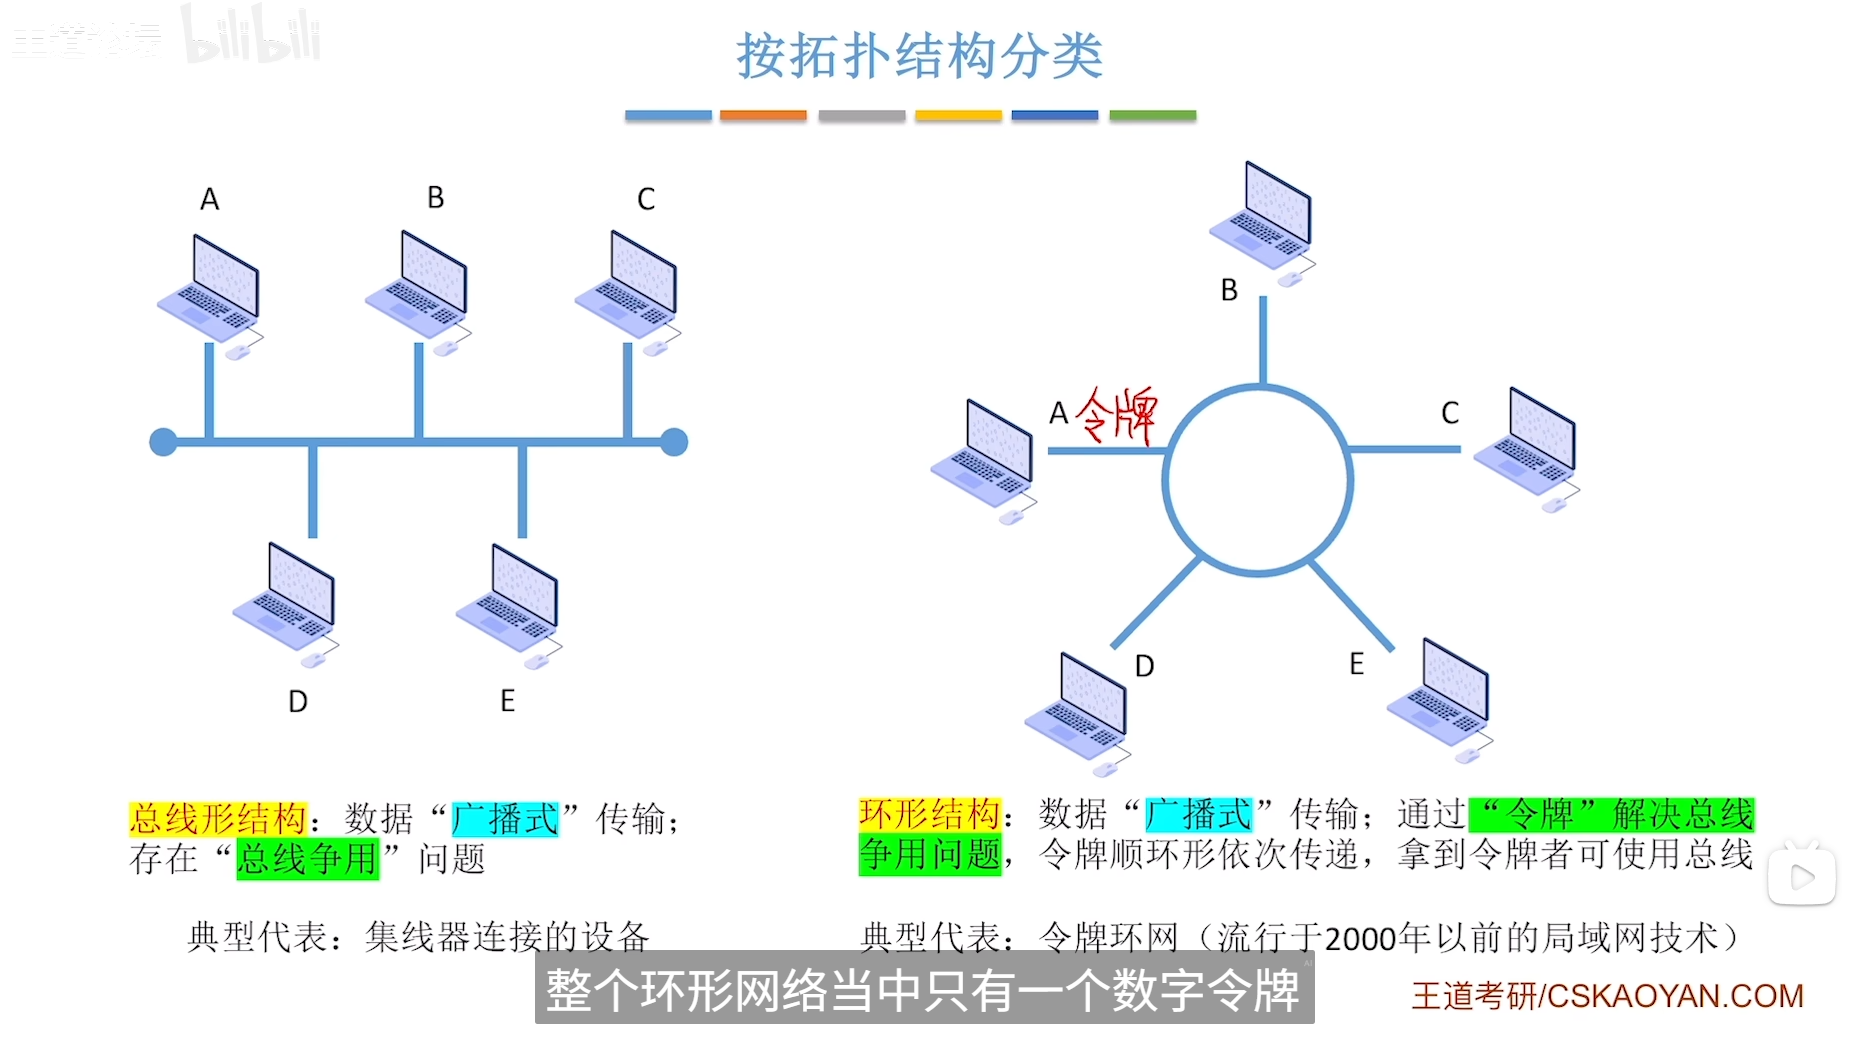 王道论坛 bilibili
按拓扑结构分类
A
B
C
D
E
总线形结构：数据“广播式”传输；
存在“总线争用”问题
典型代表：集线器连接的设备
B
A 令牌
C
D
E
环形结构：数据“广播式”传输；通过“令牌”解决总线
争用问题，令牌顺环形依次传递，拿到令牌者可使用总线
典型代表：令牌环网（流行于2000年以前的局域网技术）
AI
整个环形网络当中只有一个数字令牌
王道考研/CSKAOYAN.COM